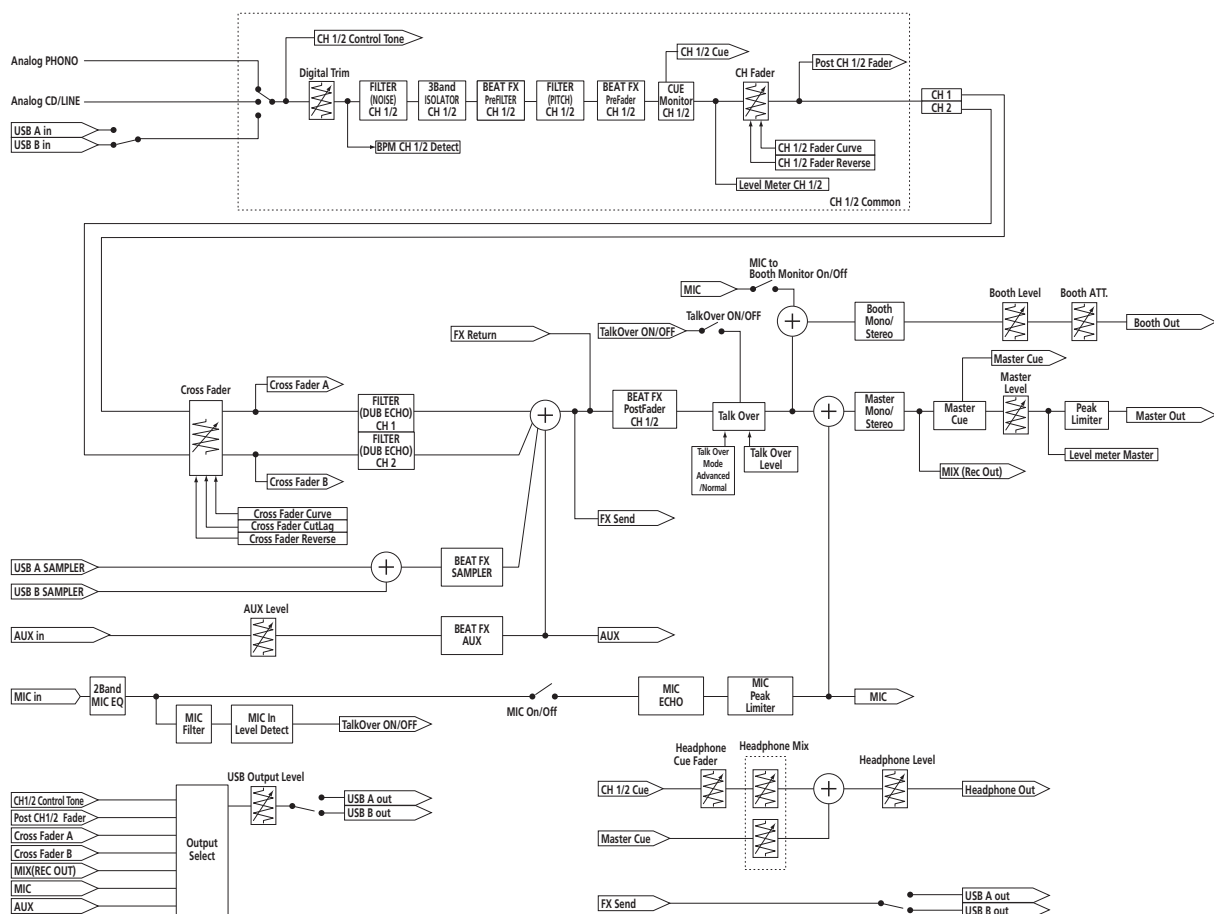 CH 1/2 Control Tone
Analog PHONO
Digital Trim
CH 1/2 Cue
CH Fader
Post CH 1/2 Fader
Analog CD/LINE
FILTER
(NOISE)
CH 1/2
3Band
ISOLATOR
CH 1/2
BEAT FX
PreFILTER
CH 1/2
FILTER
(PITCH)
CH 1/2
BEAT FX
PreFader
CH 1/2
CUE
Monitor
CH 1/2
CH 1
CH 2
USB A in
USB B in
BPM CH 1/2 Detect
CH 1/2 Fader Curve
CH 1/2 Fader Reverse
Level Meter CH 1/2
CH 1/2 Common
MIC to
Booth Monitor On/Off
MIC
Booth Level
Booth ATT.
FX Return
TalkOver ON/OFF
TalkOver ON/OFF
Booth
Mono/
Stereo
Booth Out
Master Cue
Cross Fader
Cross Fader A
FILTER
(DUB ECHO)
CH 1
FILTER
(DUB ECHO)
CH 2
BEAT FX
PostFader
CH 1/2
Talk Over
Master
Mono/
Stereo
Master
Cue
Master
Level
Peak
Limiter
Master Out
Talk Over
Mode
Advanced
/Normal
Talk Over
Level
Level meter Master
MIX (Rec Out)
Cross Fader B
Cross Fader Curve
Cross Fader CutLag
Cross Fader Reverse
FX Send
USB A SAMPLER
USB B SAMPLER
BEAT FX
SAMPLER
AUX Level
AUX in
BEAT FX
AUX
AUX
MIC in
2Band
MIC EQ
MIC On/Off
MIC
ECHO
MIC
Peak
Limiter
MIC
MIC
Filter
MIC In
Level Detect
TalkOver ON/OFF
USB Output Level
CH1/2 Control Tone
Post CH1/2 Fader
Cross Fader A
Cross Fader B
MIX(REC OUT)
MIC
AUX
Output
Select
USB A out
USB B out
Headphone
Cue Fader
Headphone Mix
Headphone Level
CH 1/2 Cue
Headphone Out
Master Cue
FX Send
USB A out
USB B out